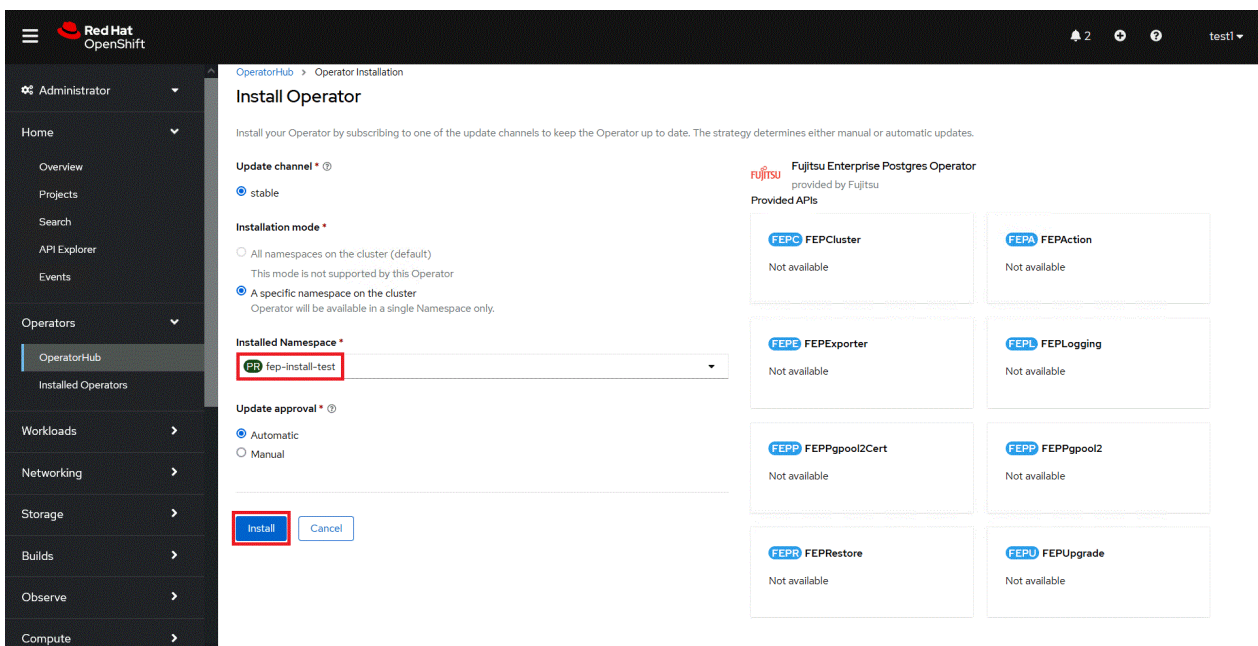 Red Hat
OpenShift
2
test1
Administrator
Home
Overview
Projects
Search
API Explorer
Events
Operators
OperatorHub
Installed Operators
Workloads
Networking
Storage
Builds
Observe
Compute
OperatorHub > Operator Installation
Install Operator
Install your Operator by subscribing to one of the update channels to keep the Operator up to date. The strategy determines either manual or automatic updates.
Update channel *
stable
Installation mode *
All namespaces on the cluster (default)
This mode is not supported by this Operator
A specific namespace on the cluster
Operator will be available in a single Namespace only.
Installed Namespace *
PR fep-install-test
Update approval *
Automatic
Manual
Install Cancel
FUJITSU
Fujitsu Enterprise Postgres Operator
provided by Fujitsu
Provided APIs
FEPC FEPCluster
Not available
FEPA FEPAction
Not available
FEPE FEPExporter
Not available
FEPL FEPLogging
Not available
FEPP FEPPgpool2Cert
Not available
FEPP FEPPgpool2
Not available
FEPR FEPRestore
Not available
FEPU FEPUpgrade
Not available